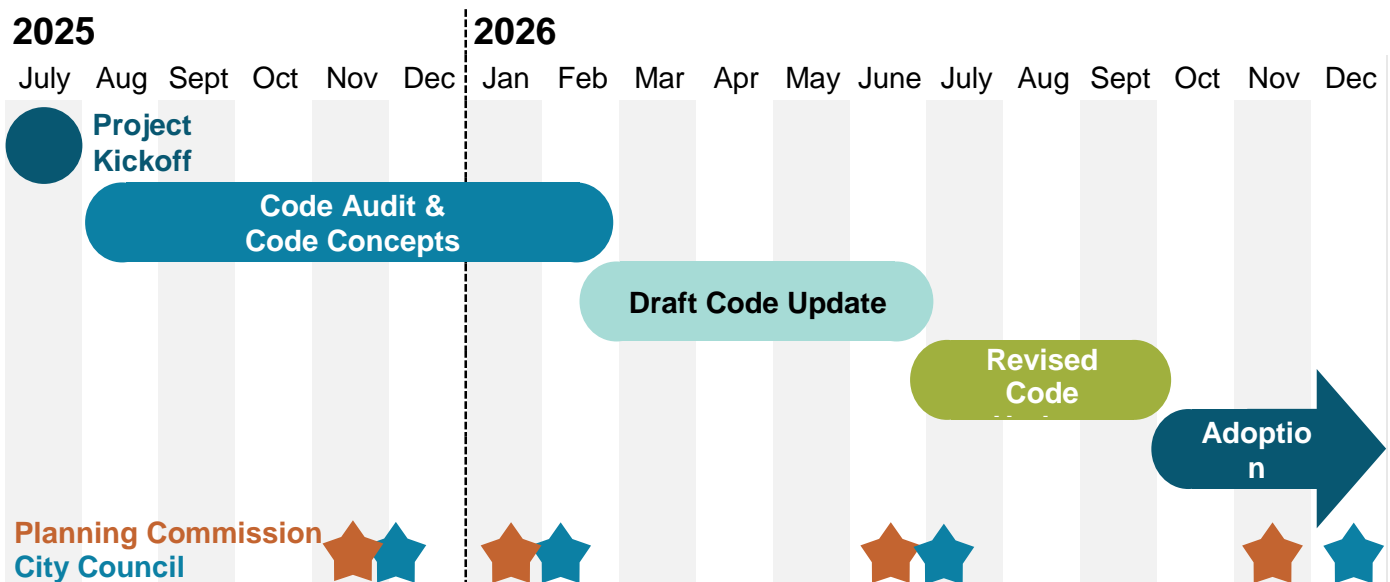 2025 2026
July Aug Sept Oct Nov Dec Jan Feb Mar Apr May June July Aug Sept Oct Nov Dec
Project
Kickoff
Code Audit &
Code Concepts
Draft Code Update
Revised
Code
Adoptio
n
Planning Commission
City Council